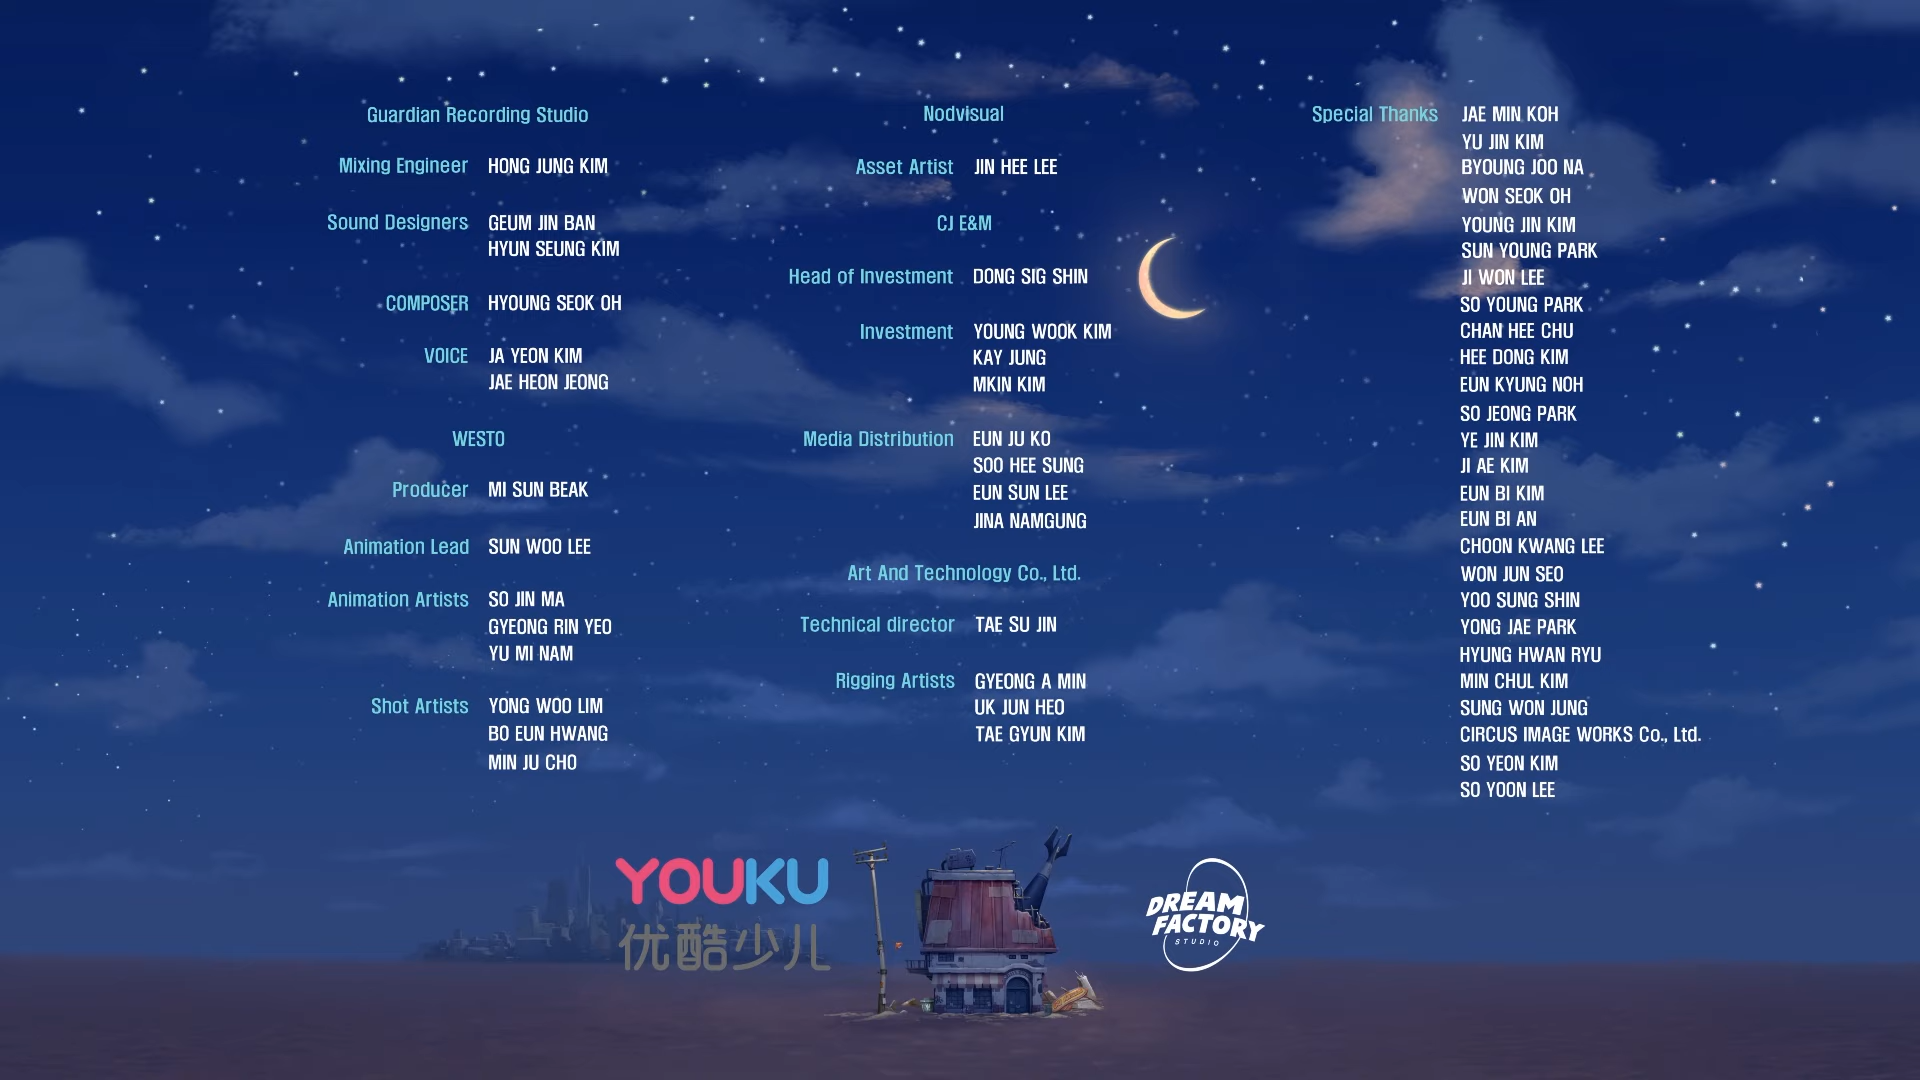 Guardian Recording Studio
Mixing Engineer HONG JUNG KIM
Sound Designers GEUM JIN BAN
HYUN SEUNG KIM
COMPOSER HYOUNG SEOK OH
VOICE JA YEON KIM
JAE HEON JEONG
WESTO
Producer MI SUN BEAK
Animation Lead SUN WOO LEE
Animation Artists SO JIN MA
GYEONG RIN YEO
YU MI NAM
Shot Artists YONG WOO LIM
BO EUN HWANG
MIN JU CHO
Nodvisual
Asset Artist JIN HEE LEE
CJ E&M
Head of Investment DONG SIG SHIN
Investment YOUNG WOOK KIM
KAY JUNG
MKIN KIM
Media Distribution EUN JU KO
SOO HEE SUNG
EUN SUN LEE
JINA NAMGUNG
Art And Technology Co., Ltd.
Technical director TAE SU JIN
Rigging Artists GYEONG A MIN
UK JUN HEO
TAE GYUN KIM
Special Thanks JAE MIN KOH
YU JIN KIM
BYOUNG JOO NA
WON SEOK OH
YOUNG JIN KIM
SUN YOUNG PARK
JI WON LEE
SO YOUNG PARK
CHAN HEE CHU
HEE DONG KIM
EUN KYUNG NOH
SO JEONG PARK
YE JIN KIM
JI AE KIM
EUN BI KIM
EUN BI AN
CHOON KWANG LEE
WON JUN SEO
YOO SUNG SHIN
YONG JAE PARK
HYUNG HWAN RYU
MIN CHUL KIM
SUNG WON JUNG
CIRCUS IMAGE WORKS Co., Ltd.
SO YEON KIM
SO YOON LEE
YOUKU
优酷少儿
DREAM
FACTORY
STUDIO